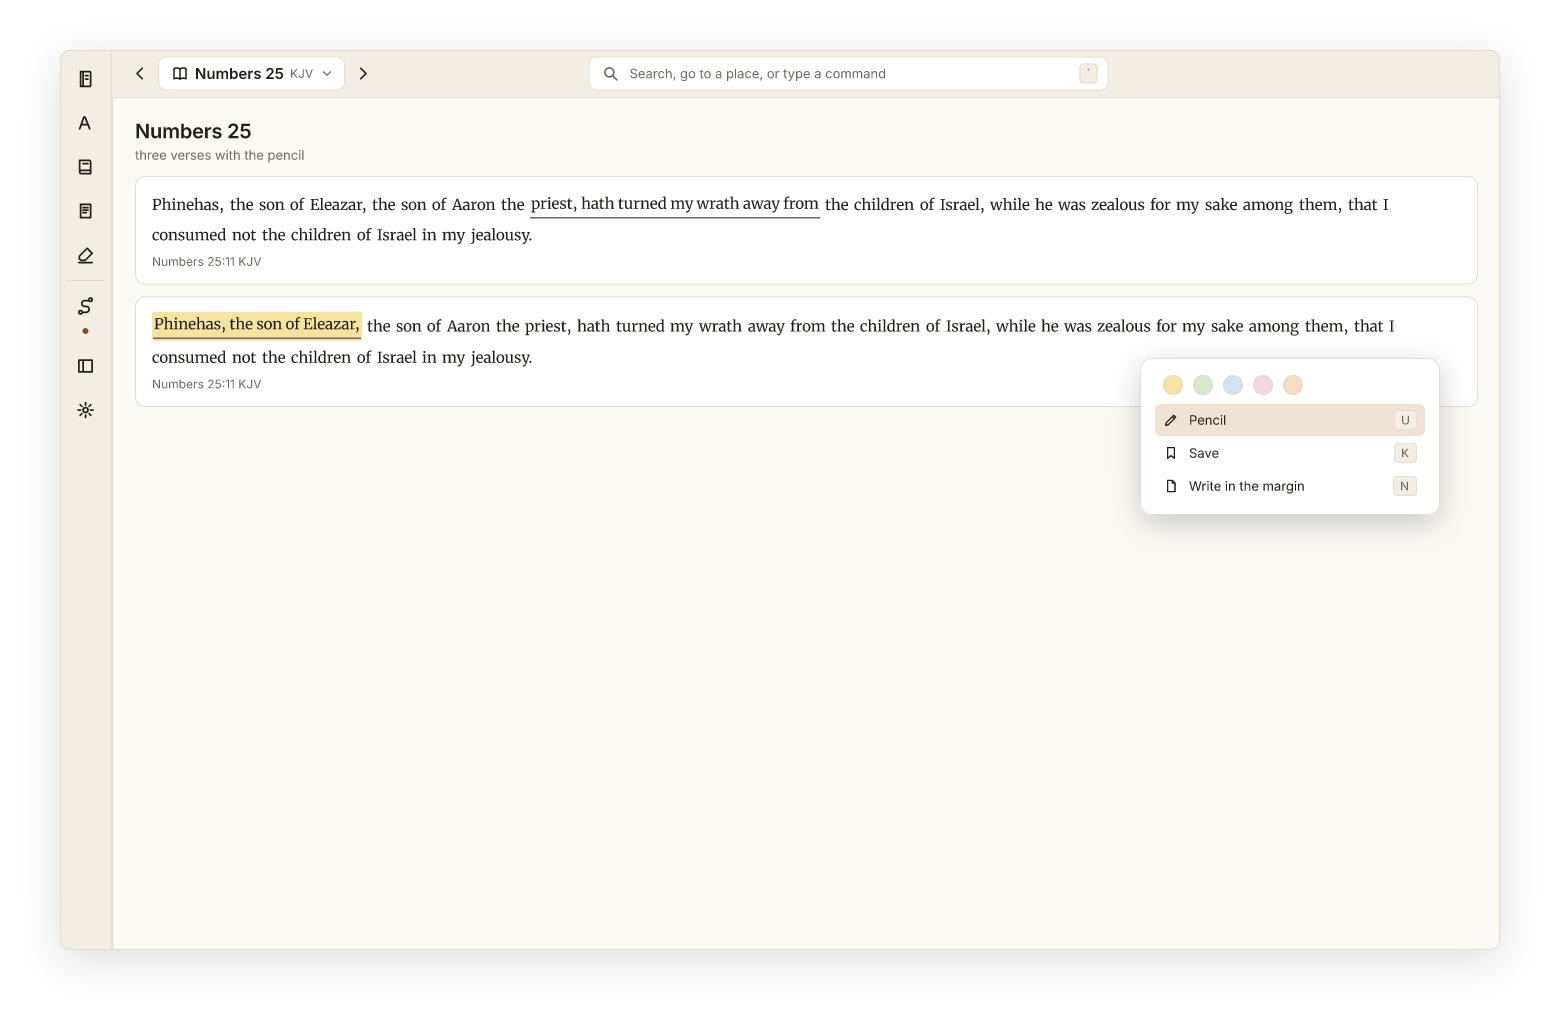 Numbers 25 KJV
Search, go to a place, or type a command
Numbers 25
three verses with the pencil
Phinehas, the son of Eleazar, the son of Aaron the priest, hath turned my wrath away from the children of Israel, while he was zealous for my sake among them, that I
consumed not the children of Israel in my jealousy.
Numbers 25:11 KJV
Phinehas, the son of Eleazar, the son of Aaron the priest, hath turned my wrath away from the children of Israel, while he was zealous for my sake among them, that I
consumed not the children of Israel in my jealousy.
Numbers 25:11 KJV
Pencil U
Save K
Write in the margin N